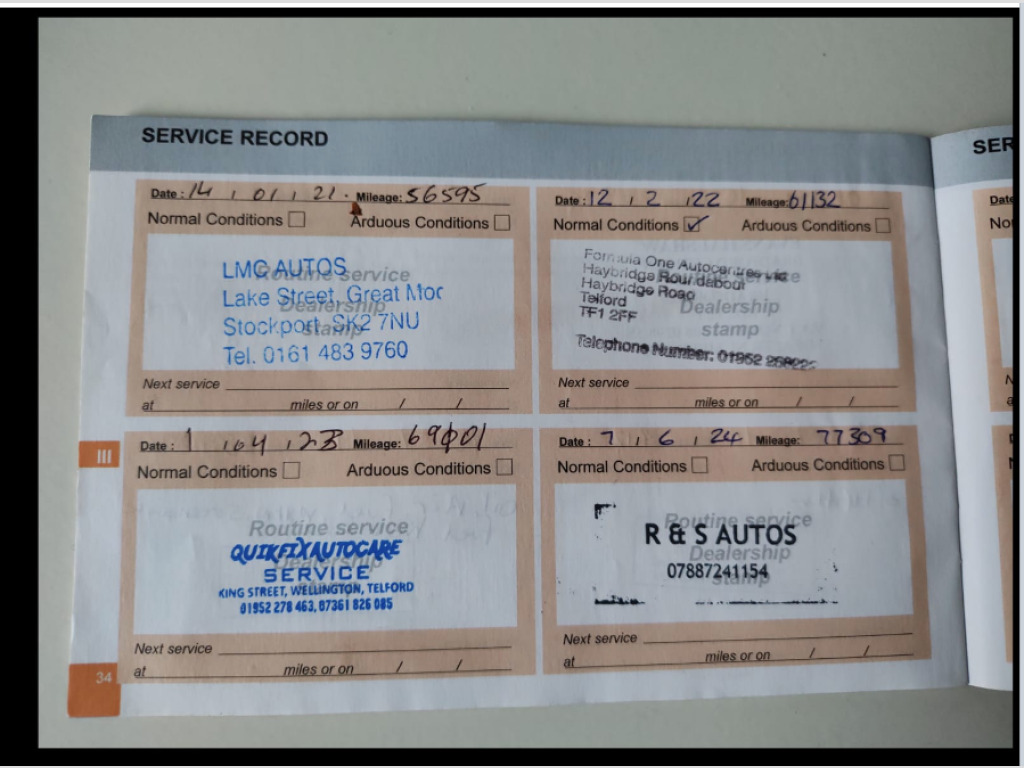 SERVICE RECORD
Date : 14 / 01 / 21 . Mileage: 56595
Normal Conditions Arduous Conditions
Routine service
Dealership
stamp
LMC AUTOS
Lake Street, Great Mor
Stockport, SK2 7NU
Tel. 0161 483 9760
Next service
at miles or on / /
Date : 12 / 2 / 22 Mileage: 61132
Normal Conditions ✓ Arduous Conditions
Routine service
Dealership
stamp
Formula One Autocentres
Haybridge Roundabout
Haybridge Road
Telford
TF1 2FF
Telephone Number: 01952
Next service
at miles or on / /
III
Date : 1 / 04 / 23 Mileage: 69001
Normal Conditions Arduous Conditions
Routine service
Dealership
stamp
QUIKFIX AUTOCARE
SERVICE
KING STREET, WELLINGTON, TELFORD
01952 278 463, 07361 826 085
Next service
at miles or on / /
Date : 7 / 6 / 24 Mileage: 77309
Normal Conditions Arduous Conditions
Routine service
Dealership
stamp
R & S AUTOS
07887241154
Next service
at miles or on / /
34
SER
Date
No
N
a